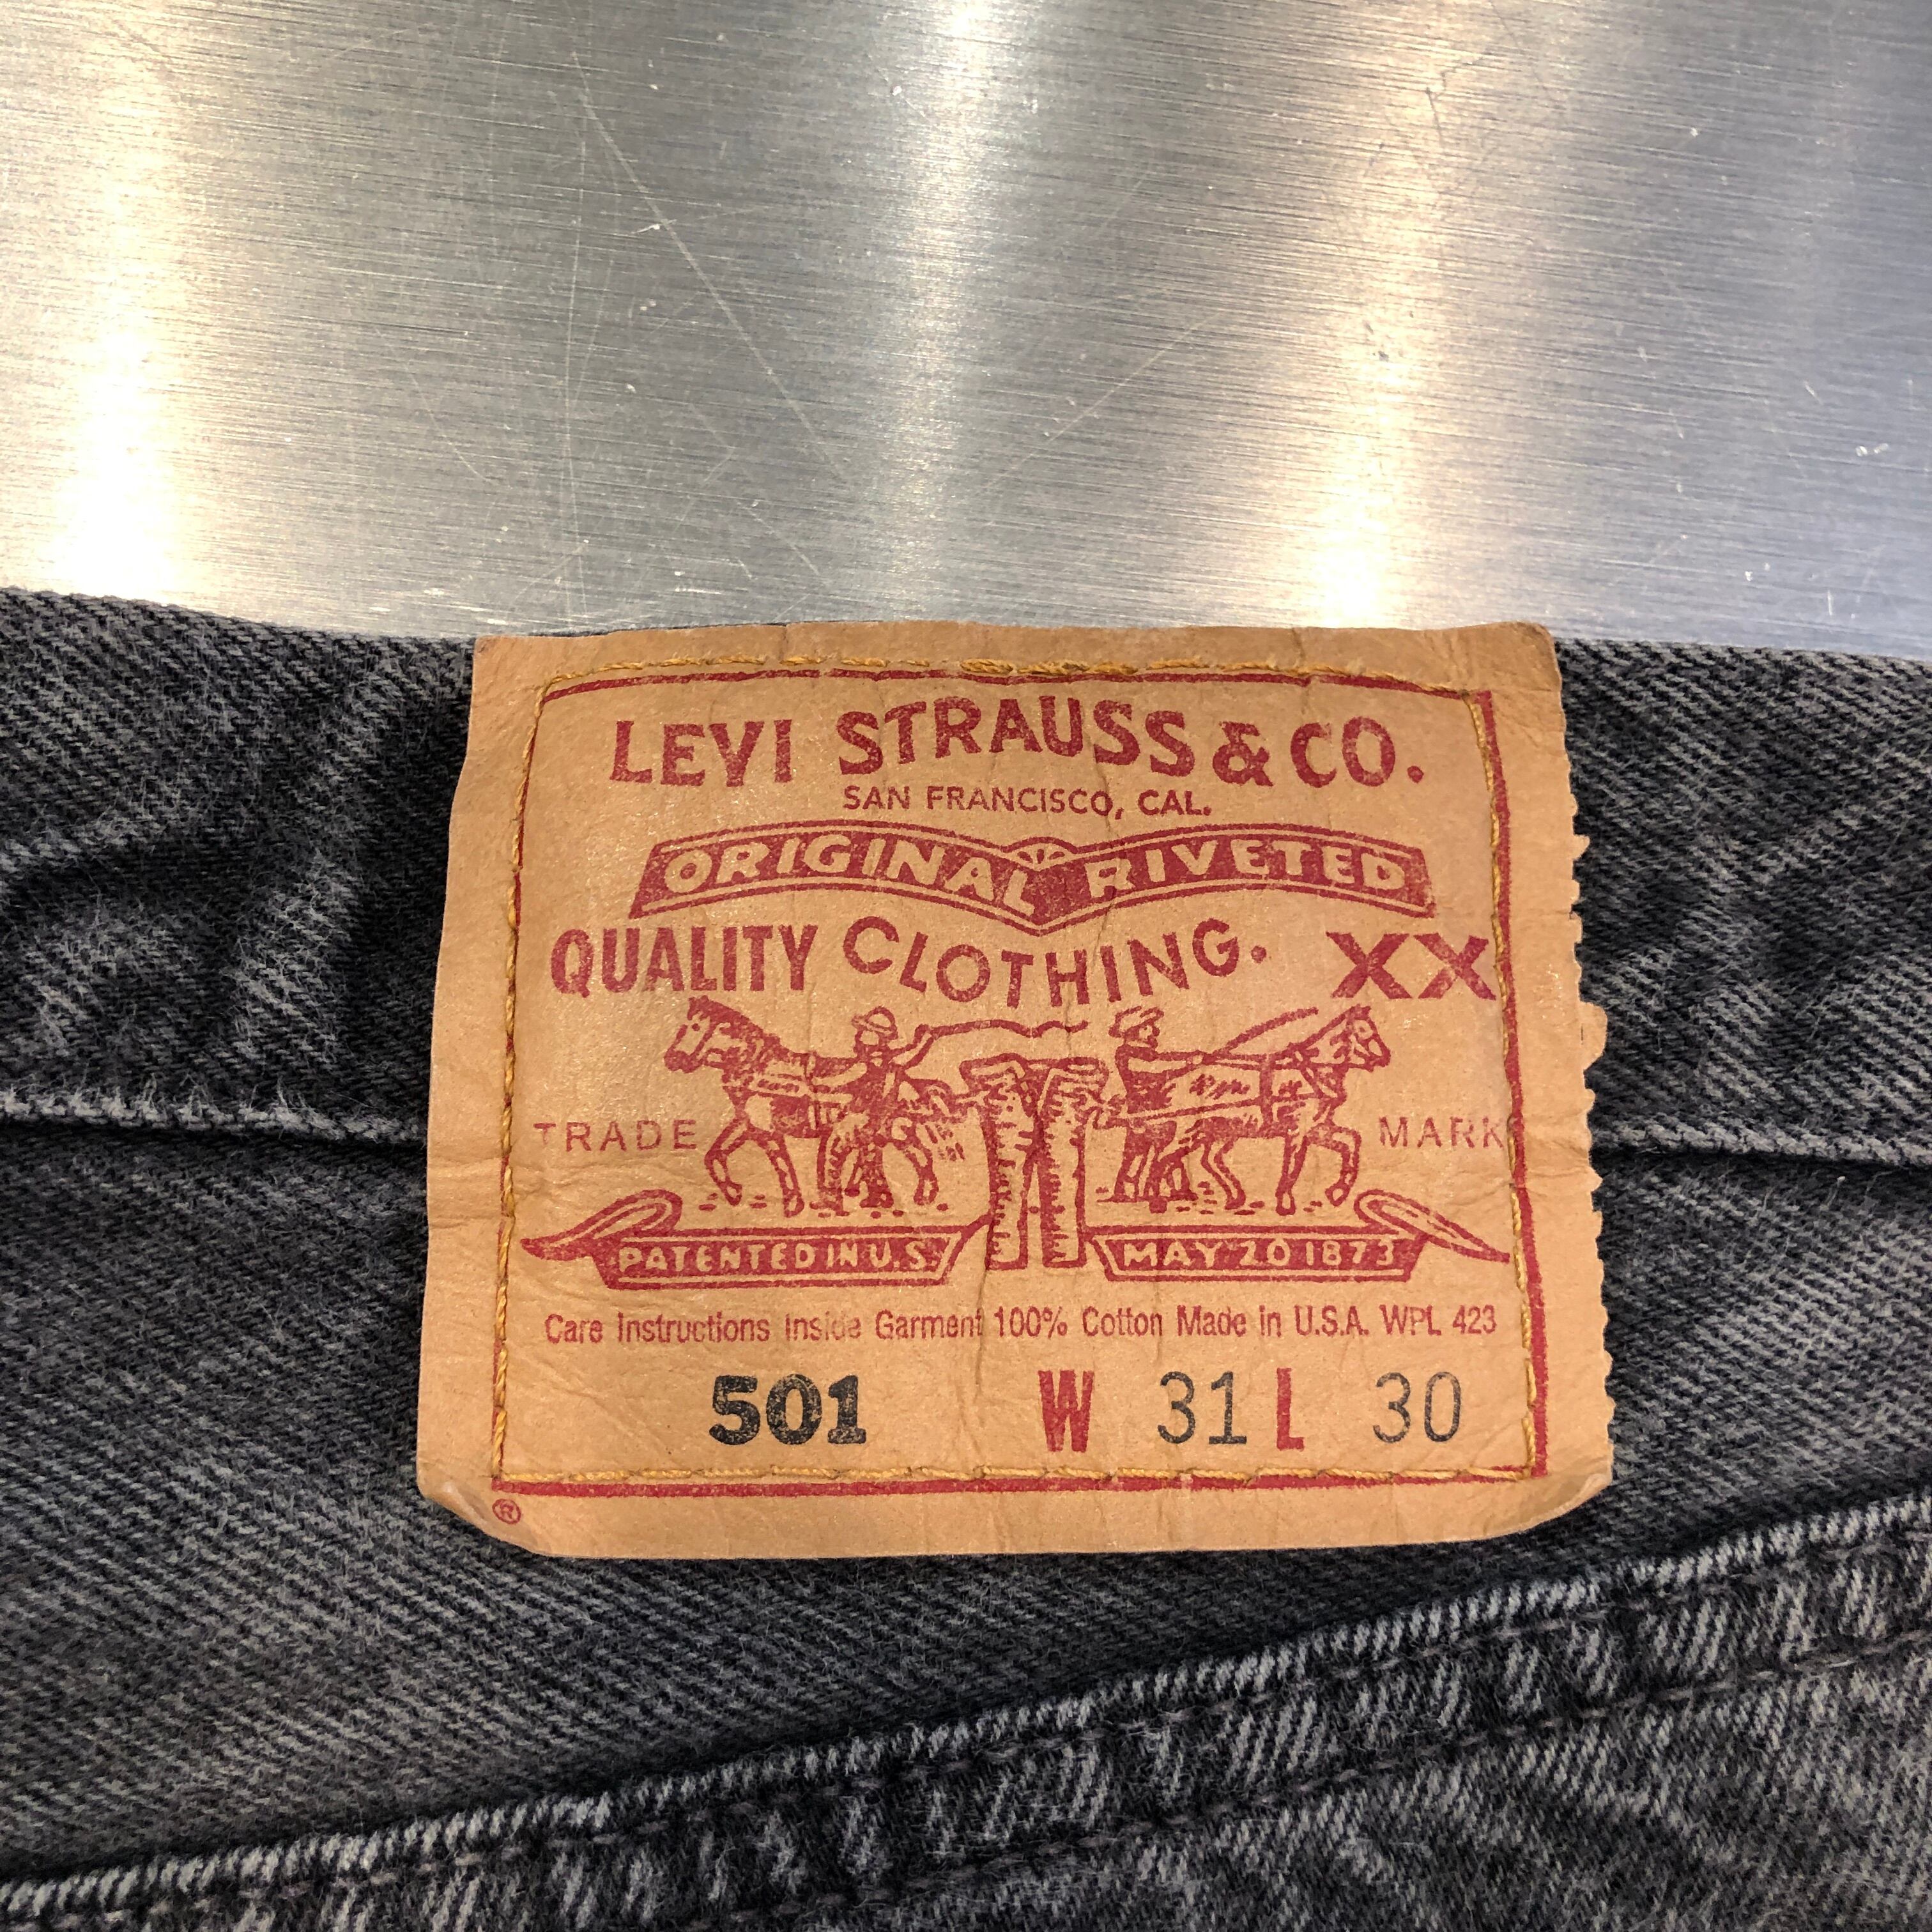 LEVI STRAUSS & CO.
SAN FRANCISCO, CAL.
ORIGINAL RIVETED
QUALITY CLOTHING. XX
TRADE MARK
PATENTED IN U.S. MAY 20 1873
Care Instructions Inside Garment 100% Cotton Made in U.S.A. WPL 423
501 W 31 L 30
®